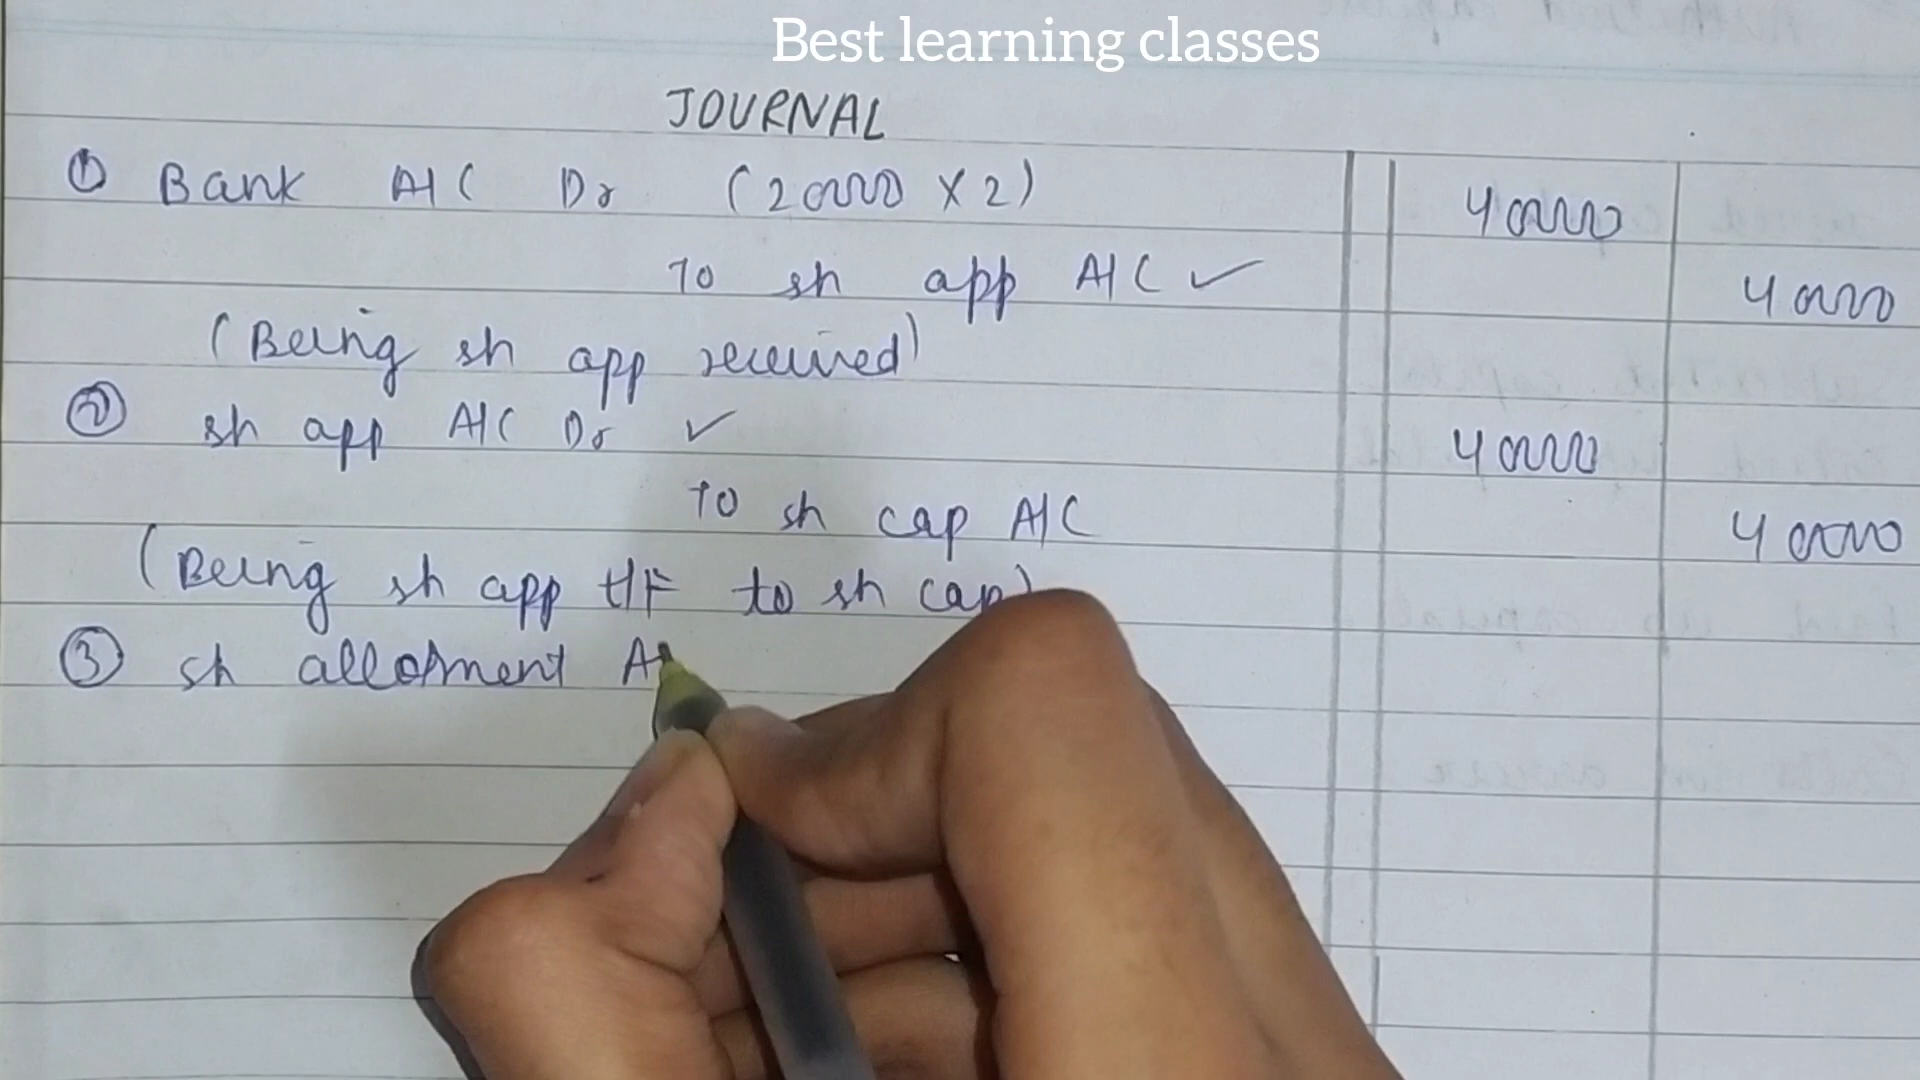 Best learning classes
JOURNAL
① Bank A/C Dr (20000 X 2) 40000
To sh app A/C ✓ 40000
(Being sh app received)
② sh app A/C Dr ✓ 40000
To sh cap A/C 40000
(Being sh app t/F to sh cap)
③ sh allotment A